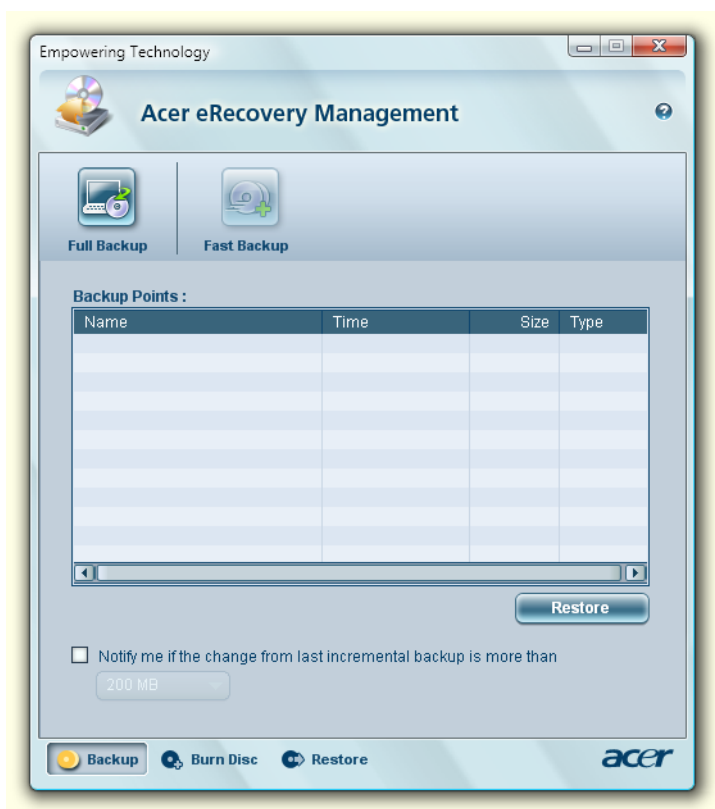 Empowering Technology
Acer eRecovery Management
Full Backup
Fast Backup
Backup Points :
Name Time Size Type
Restore
Notify me if the change from last incremental backup is more than
200 MB
Backup Burn Disc Restore acer